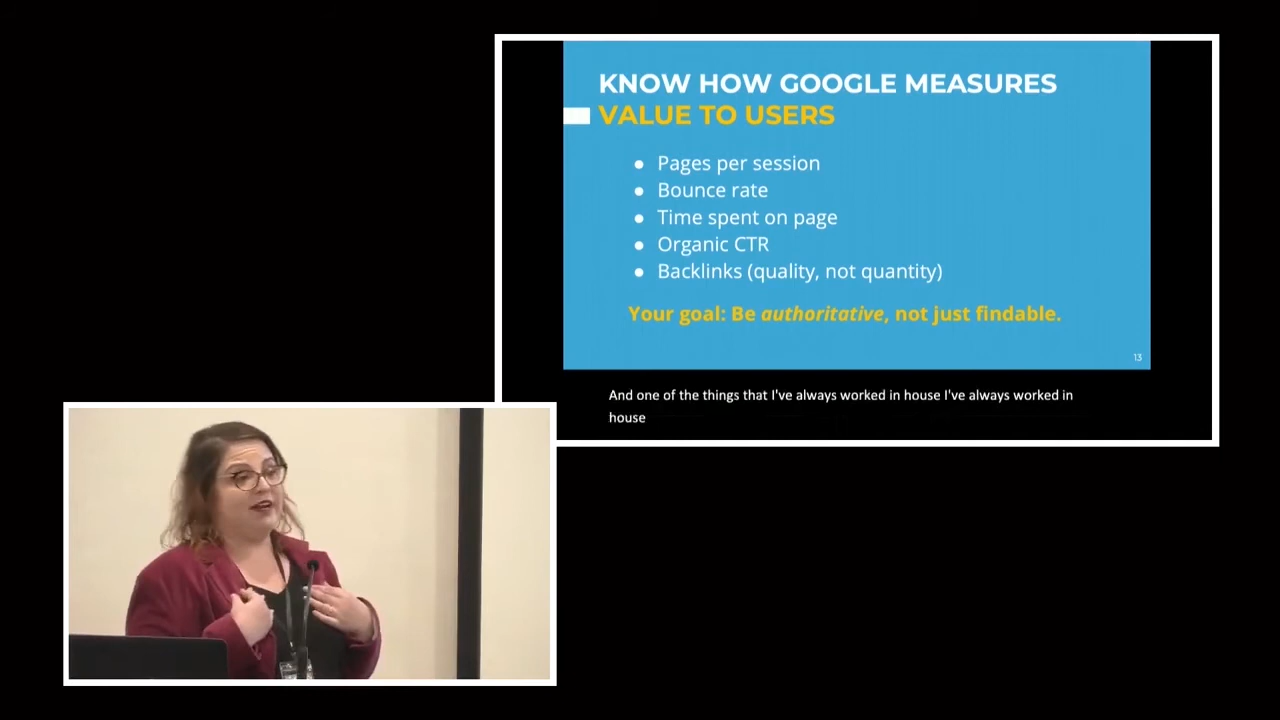 KNOW HOW GOOGLE MEASURES
VALUE TO USERS
● Pages per session
● Bounce rate
● Time spent on page
● Organic CTR
● Backlinks (quality, not quantity)
Your goal: Be authoritative, not just findable.
13
And one of the things that I've always worked in house I've always worked in
house